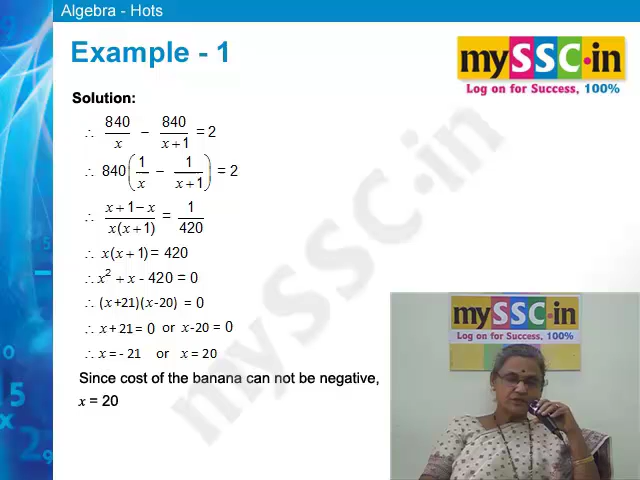 Algebra - Hots
Example - 1
mySSC.in
Log on for Success, 100%
Solution:
∴ 840/x − 840/(x+1) = 2
∴ 840(1/x − 1/(x+1)) = 2
∴ (x+1−x)/(x(x+1)) = 1/420
∴ x(x+1) = 420
∴ x² + x - 420 = 0
∴ (x+21)(x-20) = 0
∴ x+21 = 0 or x-20 = 0
∴ x = - 21 or x = 20
Since cost of the banana can not be negative,
x = 20
mySSC.in
mySSC.in
Log on for Success, 100%